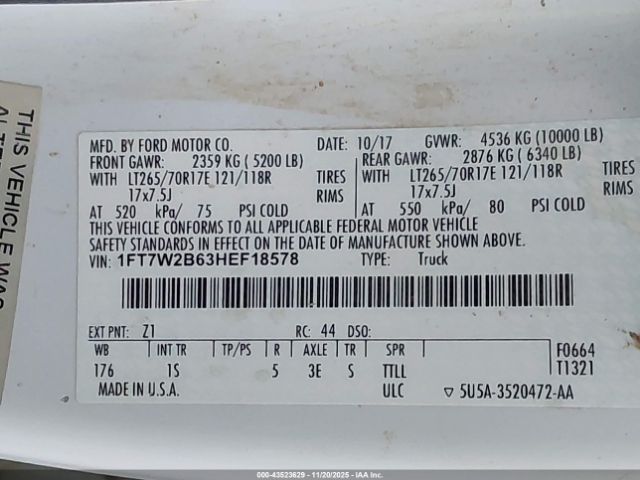 THIS VEHICLE WAS
MFD. BY FORD MOTOR CO. DATE: 10/17 GVWR: 4536 KG (10000 LB)
FRONT GAWR: 2359 KG (5200 LB) REAR GAWR: 2876 KG (6340 LB)
WITH LT265/70R17E 121/118R TIRES WITH LT265/70R17E 121/118R TIRES
17x7.5J RIMS 17x7.5J RIMS
AT 520 kPa/ 75 PSI COLD AT 550 kPa/ 80 PSI COLD
THIS VEHICLE CONFORMS TO ALL APPLICABLE FEDERAL MOTOR VEHICLE
SAFETY STANDARDS IN EFFECT ON THE DATE OF MANUFACTURE SHOWN ABOVE.
VIN: 1FT7W2B63HEF18578 TYPE: Truck
EXT PNT: Z1 RC: 44 DSO:
WB INT TR TP/PS R AXLE TR SPR F0664
176 1S 5 3E S TTLL T1321
MADE IN U.S.A. ULC ▽ 5U5A-3520472-AA
000-43523629 - 11/20/2025 - IAAI Inc.